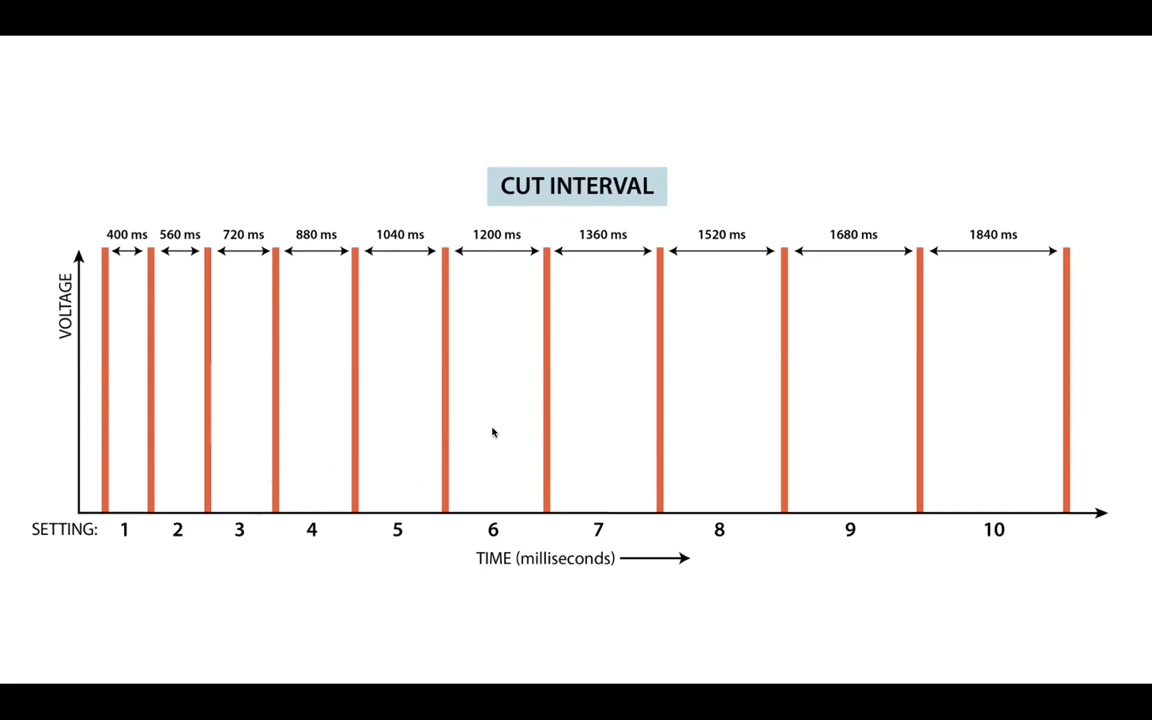 CUT INTERVAL
400 ms 560 ms 720 ms 880 ms 1040 ms 1200 ms 1360 ms 1520 ms 1680 ms 1840 ms
VOLTAGE
SETTING: 1 2 3 4 5 6 7 8 9 10
TIME (milliseconds)